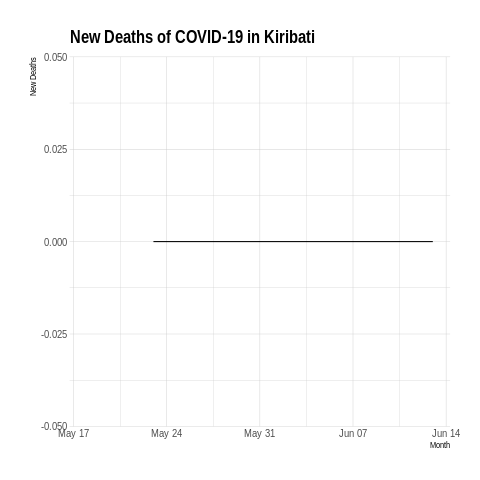 New Deaths of COVID-19 in Kiribati
New Deaths
0.050
0.025
0.000
-0.025
-0.050
May 17 May 24 May 31 Jun 07 Jun 14
Month